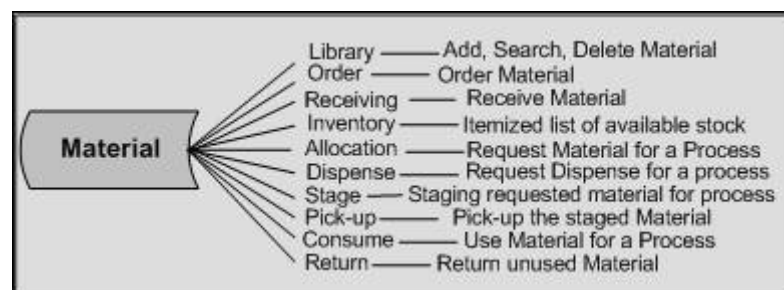 Material
Library Add, Search, Delete Material
Order Order Material
Receiving Receive Material
Inventory Itemized list of available stock
Allocation Request Material for a Process
Dispense Request Dispense for a process
Stage Staging requested material for process
Pick-up Pick-up the staged Material
Consume Use Material for a Process
Return Return unused Material